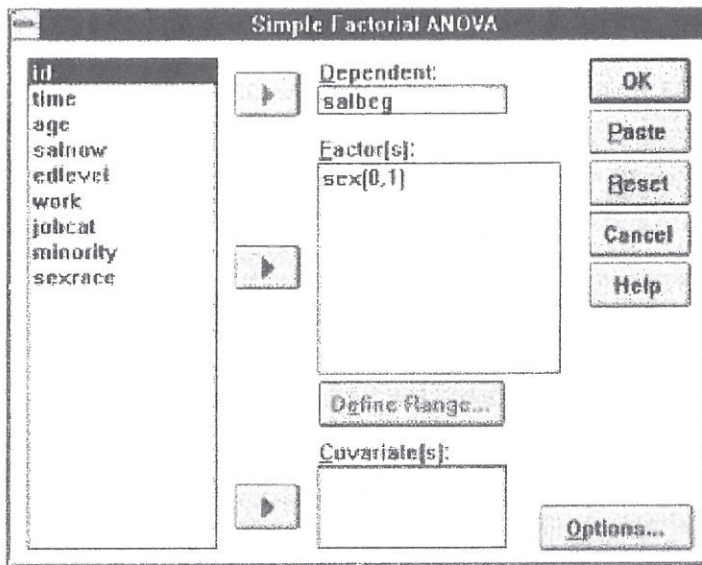 Simple Factorial ANOVA
id
time
age
salnow
edlevel
work
jobcat
minority
sexrace
Dependent:
salbeg
Factor(s):
sex(0,1)
Define Range...
Covariate(s):
OK
Paste
Reset
Cancel
Help
Options...